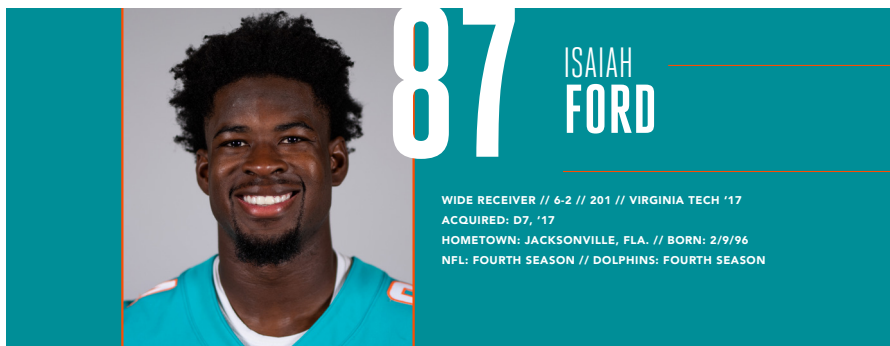 87
ISAIAH
FORD
WIDE RECEIVER // 6-2 // 201 // VIRGINIA TECH ’17
ACQUIRED: D7, ‘17
HOMETOWN: JACKSONVILLE, FLA. // BORN: 2/9/96
NFL: FOURTH SEASON // DOLPHINS: FOURTH SEASON